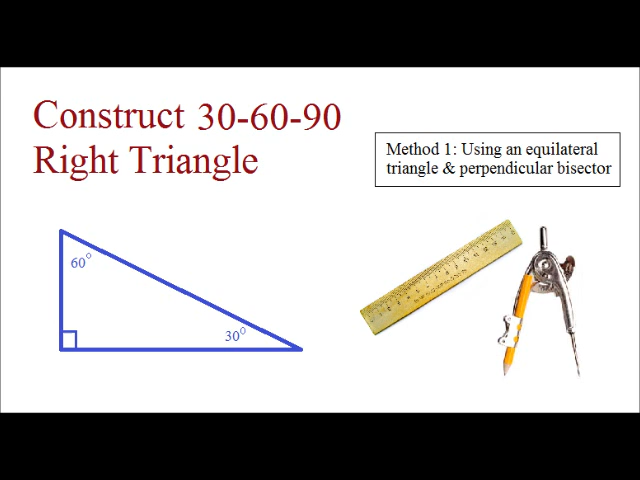 Construct 30-60-90
Right Triangle
Method 1: Using an equilateral
triangle & perpendicular bisector
60°
30°